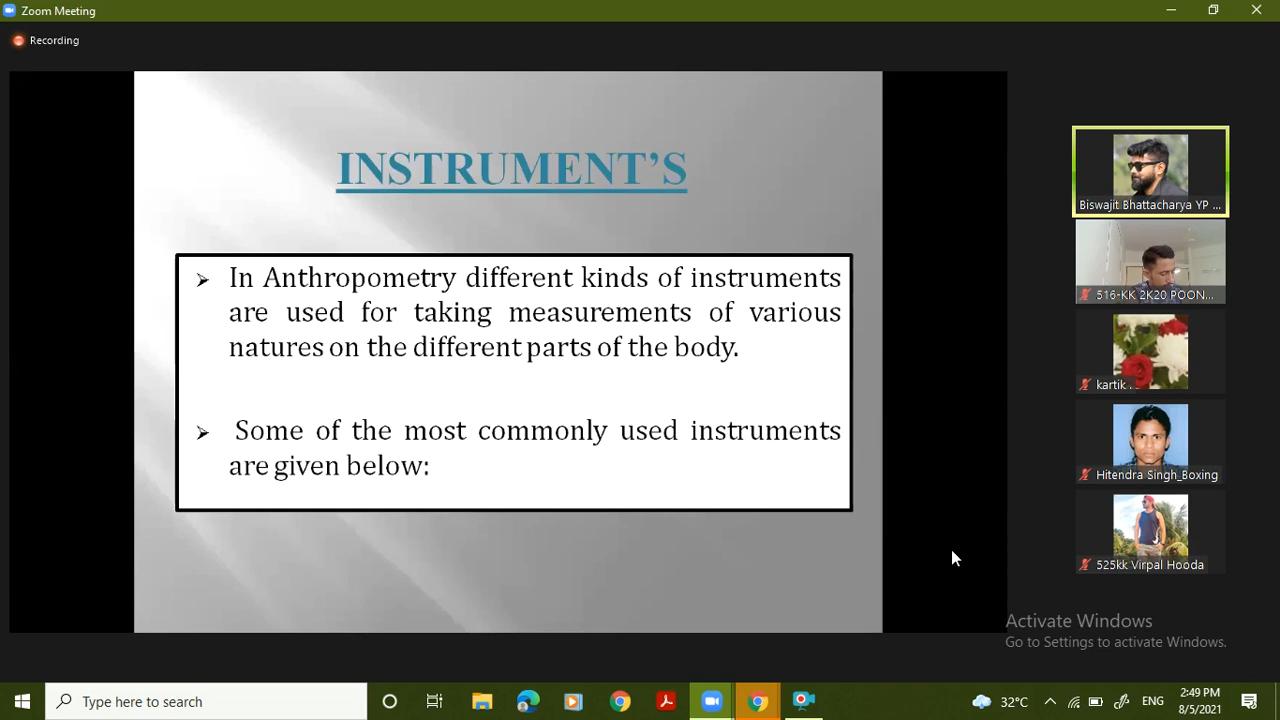 Zoom Meeting
Recording
INSTRUMENT’S
➢ In Anthropometry different kinds of instruments
are used for taking measurements of various
natures on the different parts of the body.
➢ Some of the most commonly used instruments
are given below:
Biswajit Bhattacharya YP ...
516-KK 2K20 POON...
kartik
Hitendra Singh_Boxing
525kk Virpal Hooda
Activate Windows
Go to Settings to activate Windows.
Type here to search
32°C
ENG
2:49 PM
8/5/2021